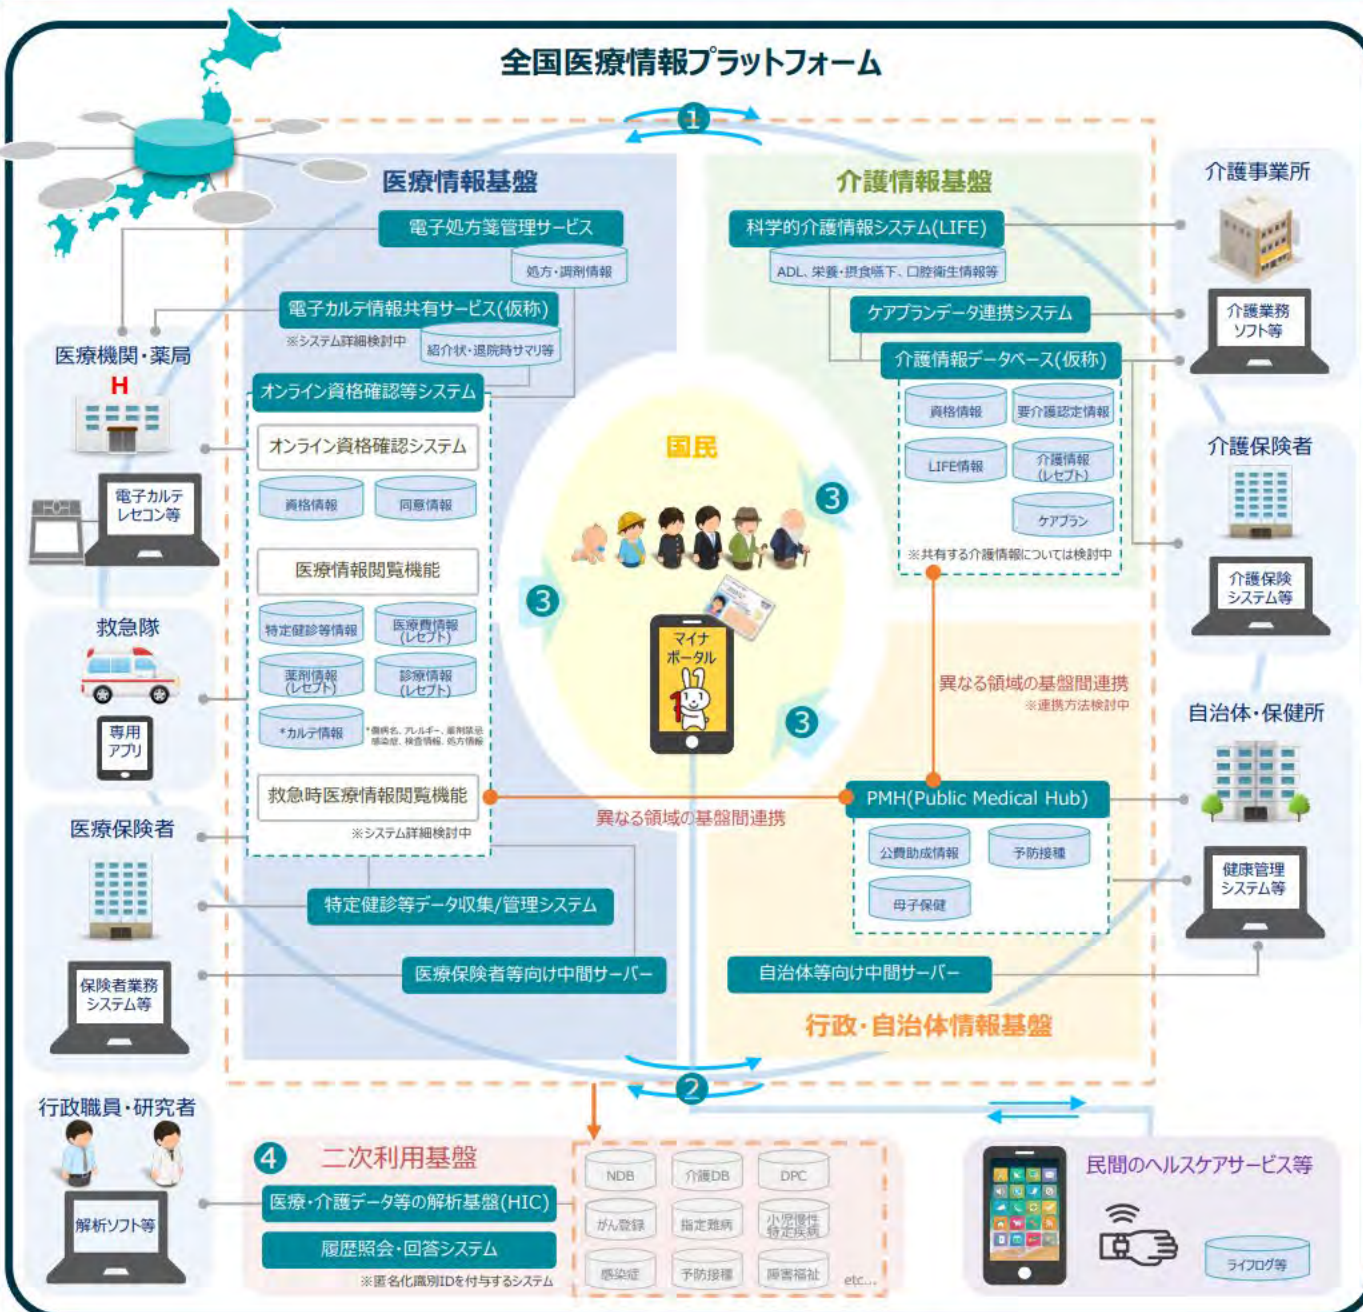 全国医療情報プラットフォーム
1
医療情報基盤
電子処方箋管理サービス
処方・調剤情報
電子カルテ情報共有サービス(仮称)
※システム詳細検討中
紹介状・退院時サマリ等
オンライン資格確認等システム
オンライン資格確認システム
資格情報
同意情報
医療情報閲覧機能
特定健診等情報
医療費情報
(レセプト)
薬剤情報
(レセプト)
診療情報
(レセプト)
*カルテ情報
*傷病名、アレルギー、薬剤禁忌
感染症、検査情報、処方情報
救急時医療情報閲覧機能
※システム詳細検討中
特定健診等データ収集/管理システム
医療保険者等向け中間サーバー
介護情報基盤
科学的介護情報システム(LIFE)
ADL、栄養・摂食嚥下、口腔衛生情報等
ケアプランデータ連携システム
介護情報データベース(仮称)
資格情報
要介護認定情報
LIFE情報
介護情報
(レセプト)
ケアプラン
※共有する介護情報については検討中
国民
3
3
3
マイナ
ポータル
異なる領域の基盤間連携
※連携方法検討中
異なる領域の基盤間連携
PMH(Public Medical Hub)
公費助成情報
予防接種
母子保健
自治体等向け中間サーバー
行政・自治体情報基盤
2
医療機関・薬局
H
電子カルテ
レセコン等
救急隊
専用
アプリ
医療保険者
保険者業務
システム等
行政職員・研究者
解析ソフト等
介護事業所
介護業務
ソフト等
介護保険者
介護保険
システム等
自治体・保健所
健康管理
システム等
4
二次利用基盤
医療・介護データ等の解析基盤(HIC)
履歴照会・回答システム
※匿名化識別IDを付与するシステム
NDB
介護DB
DPC
がん登録
指定難病
小児慢性
特定疾病
感染症
予防接種
障害福祉
etc...
民間のヘルスケアサービス等
ライフログ等